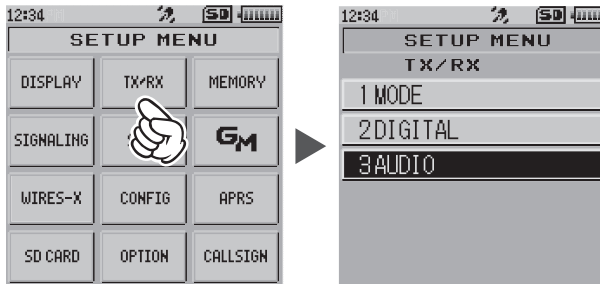 12:34 SD
SETUP MENU
DISPLAY TX/RX MEMORY
SIGNALING GM
WIRES-X CONFIG APRS
SD CARD OPTION CALLSIGN
12:34 SD
SETUP MENU
TX/RX
1 MODE
2 DIGITAL
3 AUDIO